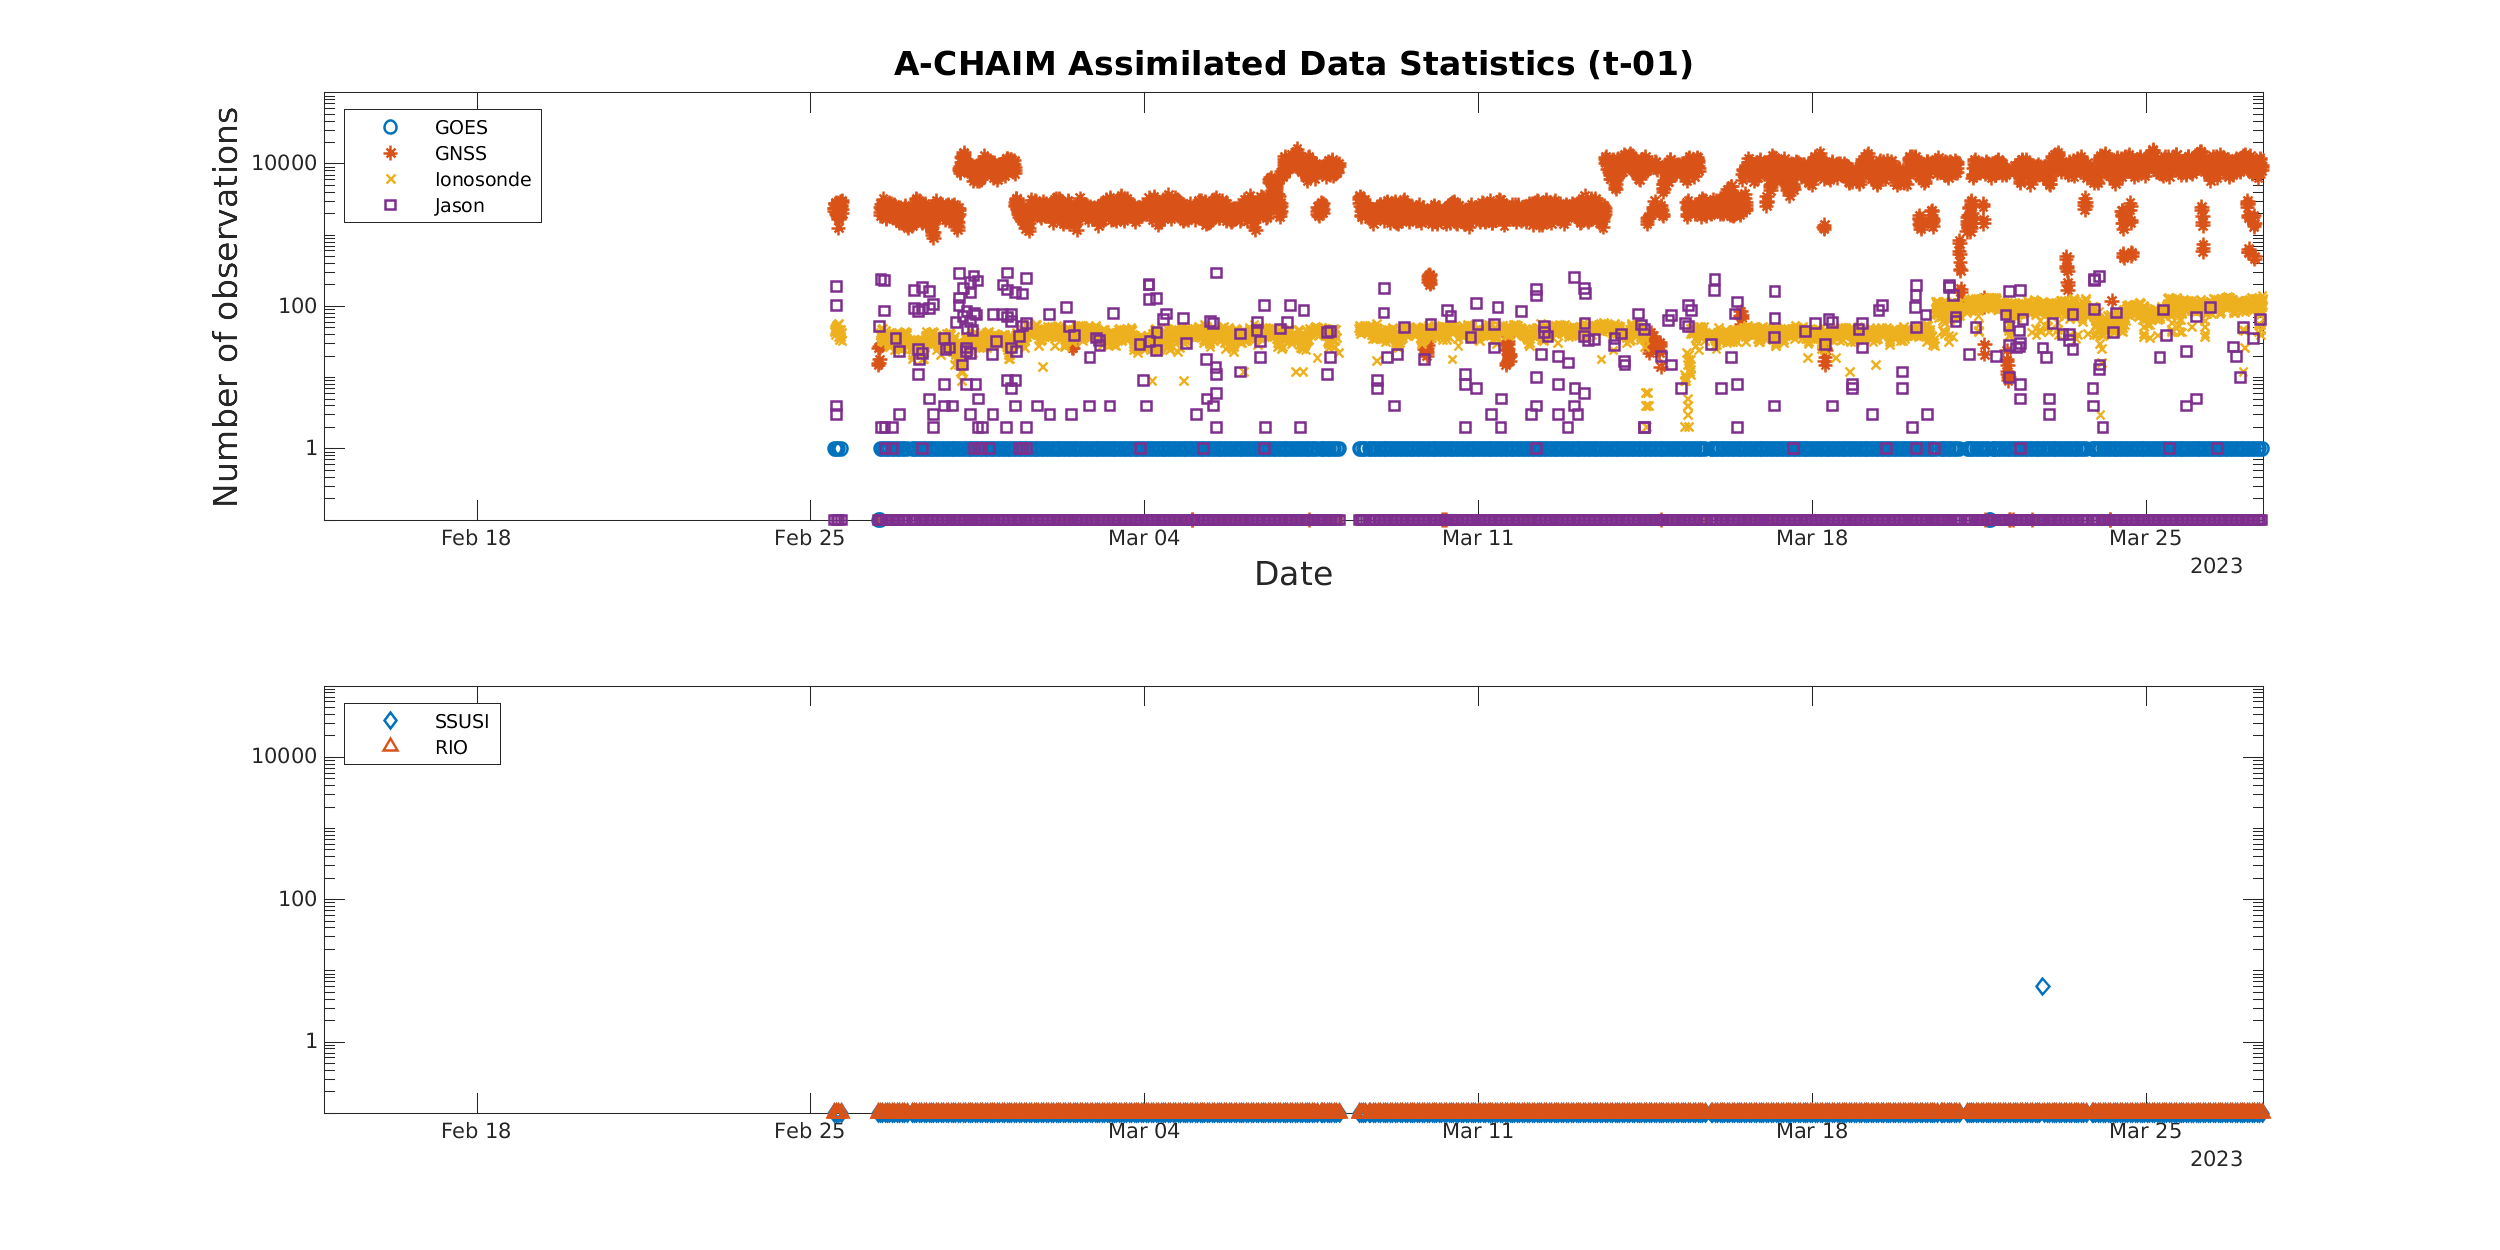 A-CHAIM Assimilated Data Statistics (t-01)
Number of observations
10000
100
1
GOES
GNSS
Ionosonde
Jason
Feb 18 Feb 25 Mar 04 Mar 11 Mar 18 Mar 25
2023
Date
10000
100
1
SSUSI
RIO
Feb 18 Feb 25 Mar 04 Mar 11 Mar 18 Mar 25
2023